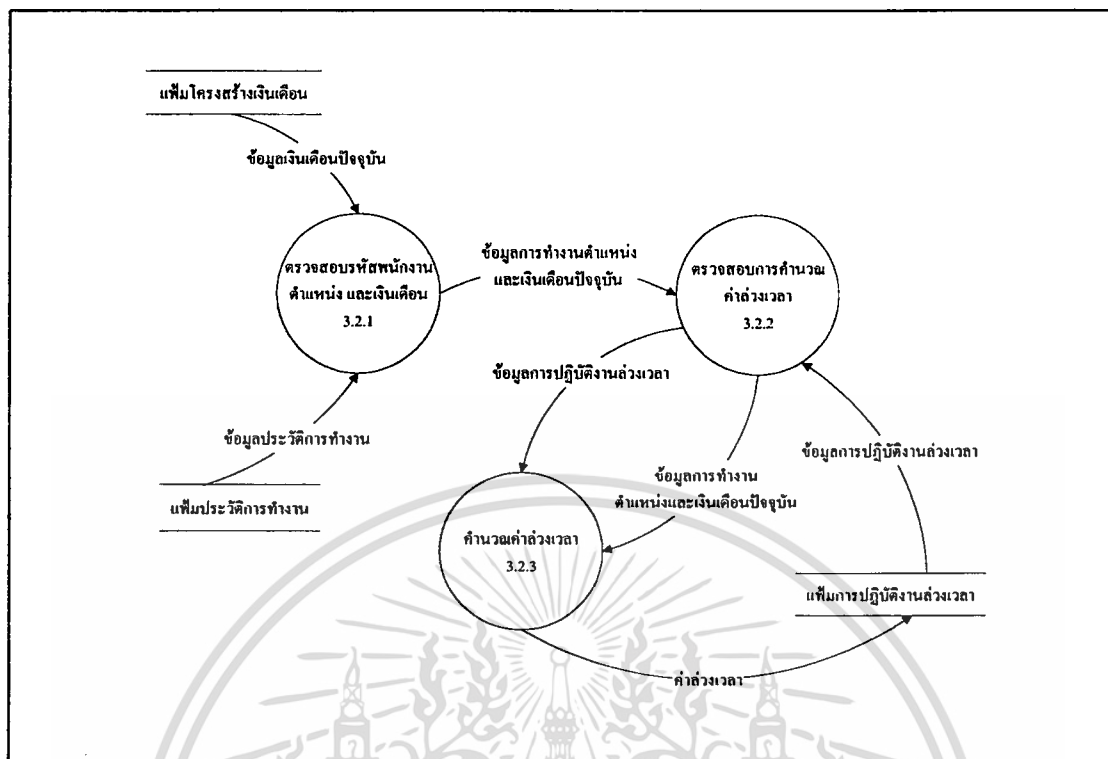 แฟ้มโครงสร้างเงินเดือน
ข้อมูลเงินเดือนปัจจุบัน
ตรวจสอบรหัสพนักงาน
ตำแหน่ง และเงินเดือน
3.2.1
ข้อมูลการทำงานตำแหน่ง
และเงินเดือนปัจจุบัน
ตรวจสอบการคำนวณ
ค่าล่วงเวลา
3.2.2
ข้อมูลการปฏิบัติงานล่วงเวลา
ข้อมูลประวัติการทำงาน
แฟ้มประวัติการทำงาน
ข้อมูลการทำงาน
ตำแหน่งและเงินเดือนปัจจุบัน
ข้อมูลการปฏิบัติงานล่วงเวลา
คำนวณค่าล่วงเวลา
3.2.3
แฟ้มการปฏิบัติงานล่วงเวลา
ค่าล่วงเวลา